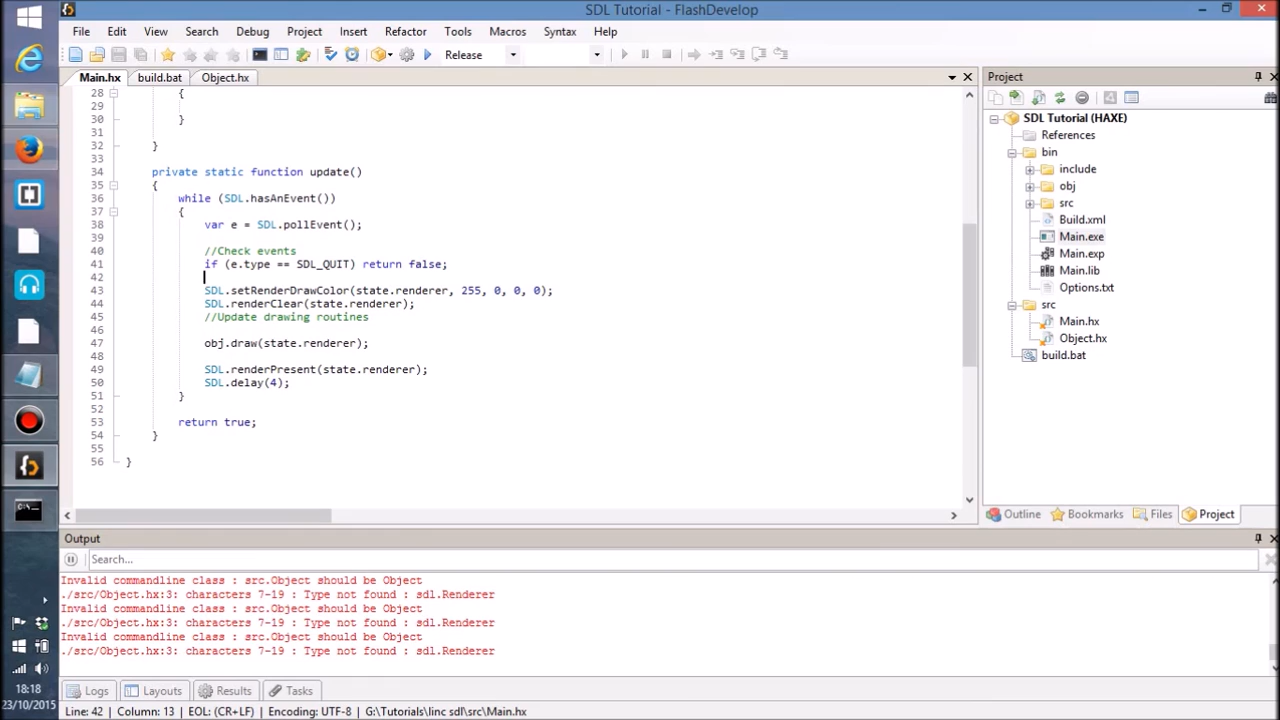 SDL Tutorial - FlashDevelop
File Edit View Search Debug Project Insert Refactor Tools Macros Syntax Help
Release
Main.hx build.bat Object.hx
28 {
29
30 }
31
32 }
33
34 private static function update()
35 {
36 while (SDL.hasAnEvent())
37 {
38 var e = SDL.pollEvent();
39
40 //Check events
41 if (e.type == SDL_QUIT) return false;
42
43 SDL.setRenderDrawColor(state.renderer, 255, 0, 0, 0);
44 SDL.renderClear(state.renderer);
45 //Update drawing routines
46
47 obj.draw(state.renderer);
48
49 SDL.renderPresent(state.renderer);
50 SDL.delay(4);
51 }
52
53 return true;
54 }
55
56 }
Project
SDL Tutorial (HAXE)
References
bin
include
obj
src
Build.xml
Main.exe
Main.exp
Main.lib
Options.txt
src
Main.hx
Object.hx
build.bat
Outline Bookmarks Files Project
Output
Search...
Invalid commandline class : src.Object should be Object
./src/Object.hx:3: characters 7-19 : Type not found : sdl.Renderer
Invalid commandline class : src.Object should be Object
./src/Object.hx:3: characters 7-19 : Type not found : sdl.Renderer
Invalid commandline class : src.Object should be Object
./src/Object.hx:3: characters 7-19 : Type not found : sdl.Renderer
Logs Layouts Results Tasks
Line: 42 Column: 13 EOL: (CR+LF) Encoding: UTF-8 G:\Tutorials\linc sdl\src\Main.hx
18:18
23/10/2015